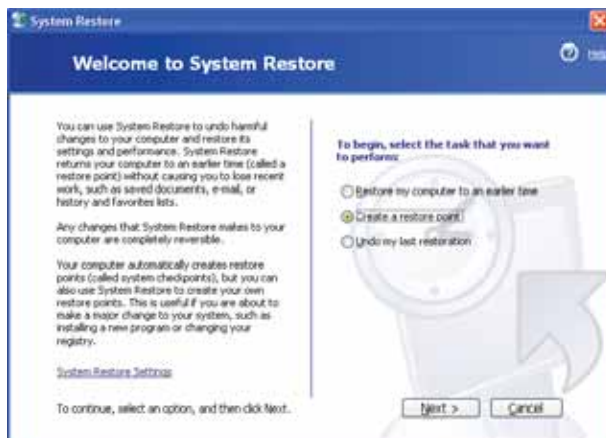 System Restore
Welcome to System Restore
Help
You can use System Restore to undo harmful
changes to your computer and restore its
settings and performance. System Restore
returns your computer to an earlier time (called a
restore point) without causing you to lose recent
work, such as saved documents, e-mail, or
history and favorites lists.
Any changes that System Restore makes to your
computer are completely reversible.
Your computer automatically creates restore
points (called system checkpoints), but you can
also use System Restore to create your own
restore points. This is useful if you are about to
make a major change to your system, such as
installing a new program or changing your
registry.
System Restore Settings
To continue, select an option, and then click Next.
To begin, select the task that you want
to perform:
Restore my computer to an earlier time
Create a restore point
Undo my last restoration
Next >
Cancel